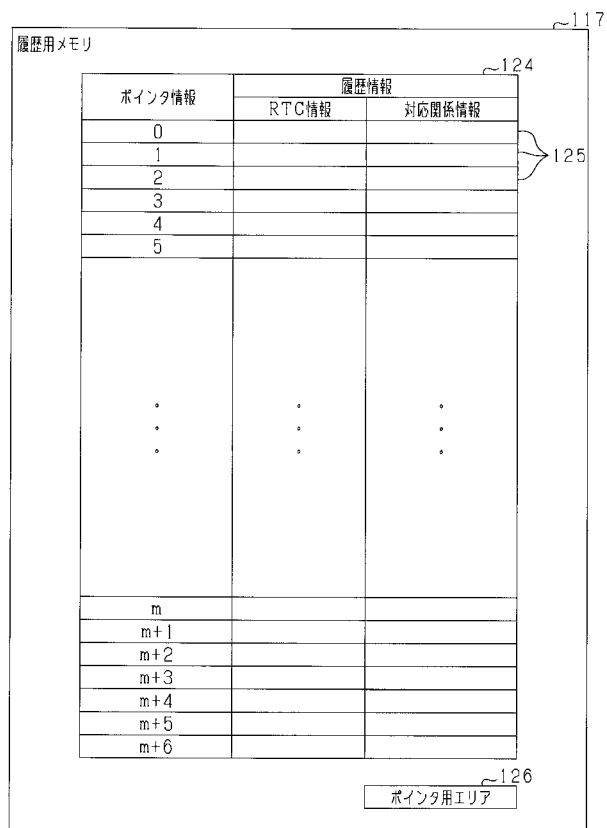 117
履歴用メモリ
124
ポインタ情報
履歴情報
RTC情報
対応関係情報
0
1
125
2
3
4
5
m
m+1
m+2
m+3
m+4
m+5
m+6
126
ポインタ用エリア